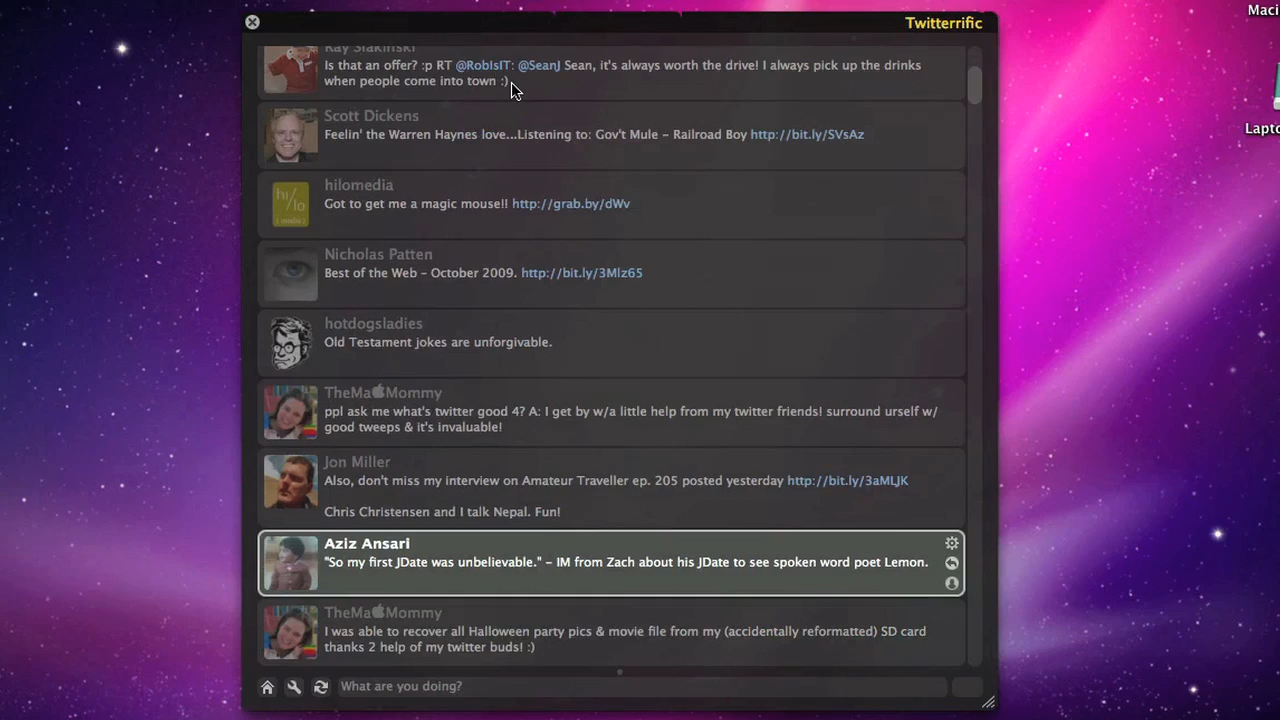 Maci
Twitterrific
Ray Slakinski
Is that an offer? :p RT @RobIsIT: @SeanJ Sean, it's always worth the drive! I always pick up the drinks
when people come into town :)
Lapto
Scott Dickens
Feelin' the Warren Haynes love...Listening to: Gov't Mule – Railroad Boy http://bit.ly/SVsAz
hilomedia
hi/lo
Got to get me a magic mouse!! http://grab.by/dWv
Nicholas Patten
Best of the Web – October 2009. http://bit.ly/3Mlz65
hotdogsladies
Old Testament jokes are unforgivable.
TheMaMommy
ppl ask me what's twitter good 4? A: I get by w/a little help from my twitter friends! surround urself w/
good tweeps & it's invaluable!
Jon Miller
Also, don't miss my interview on Amateur Traveller ep. 205 posted yesterday http://bit.ly/3aMLJK
Chris Christensen and I talk Nepal. Fun!
Aziz Ansari
"So my first JDate was unbelievable." – IM from Zach about his JDate to see spoken word poet Lemon.
TheMaMommy
I was able to recover all Halloween party pics & movie file from my (accidentally reformatted) SD card
thanks 2 help of my twitter buds! :)
What are you doing?